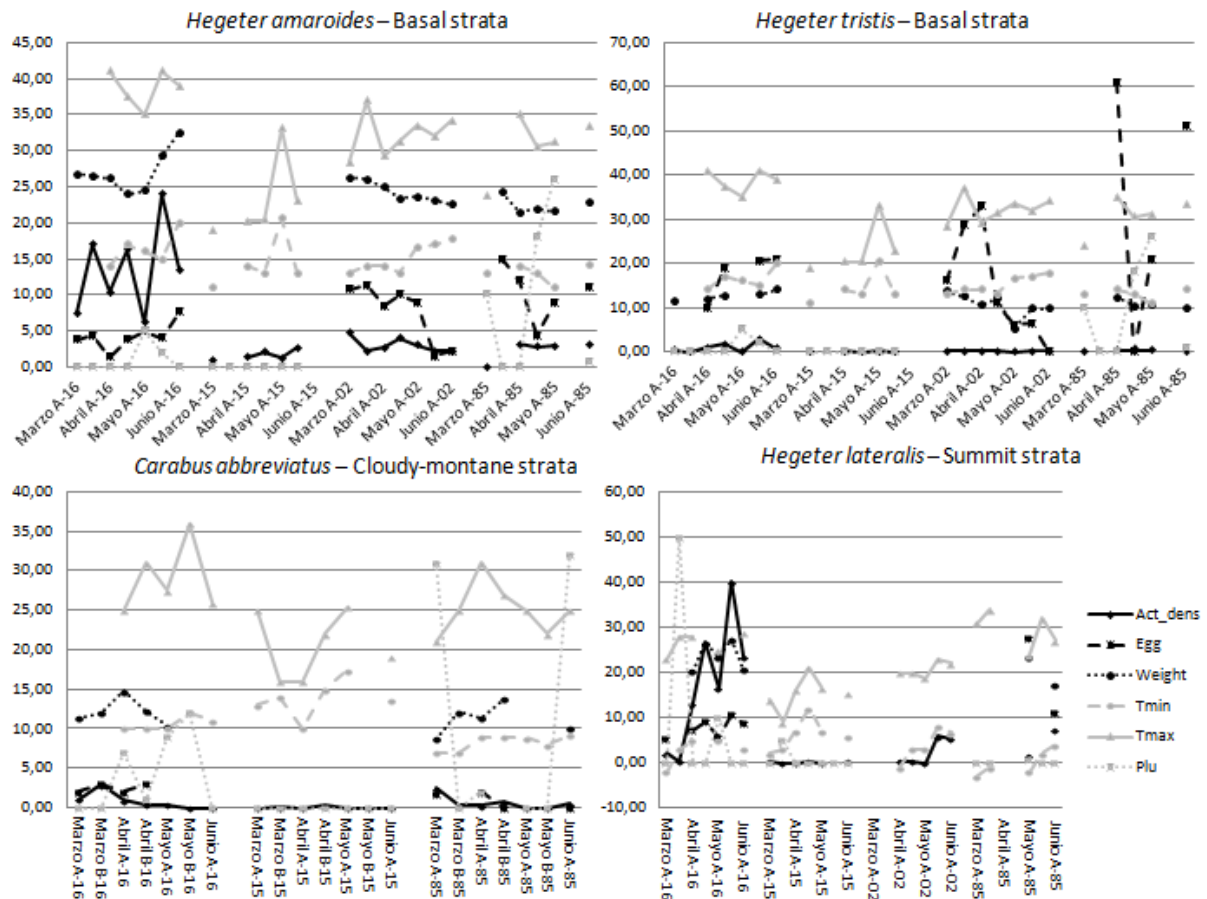 Hegeter amaroides – Basal strata
45,00
40,00
35,00
30,00
25,00
20,00
15,00
10,00
5,00
0,00
Marzo A-16
Abril A-16
Mayo A-16
Junio A-16
Marzo A-15
Abril A-15
Mayo A-15
Junio A-15
Marzo A-02
Abril A-02
Mayo A-02
Junio A-02
Marzo A-85
Abril A-85
Mayo A-85
Junio A-85
Hegeter tristis – Basal strata
70,00
60,00
50,00
40,00
30,00
20,00
10,00
0,00
Marzo A-16
Abril A-16
Mayo A-16
Junio A-16
Marzo A-15
Abril A-15
Mayo A-15
Junio A-15
Marzo A-02
Abril A-02
Mayo A-02
Junio A-02
Marzo A-85
Abril A-85
Mayo A-85
Junio A-85
Carabus abbreviatus – Cloudy-montane strata
40,00
35,00
30,00
25,00
20,00
15,00
10,00
5,00
0,00
Marzo A-16
Marzo B-16
Abril A-16
Abril B-16
Mayo A-16
Mayo B-16
Junio A-16
Marzo A-15
Marzo B-15
Abril A-15
Abril B-15
Mayo A-15
Mayo B-15
Junio A-15
Marzo A-85
Marzo B-85
Abril A-85
Abril B-85
Mayo A-85
Mayo B-85
Junio A-85
Hegeter lateralis – Summit strata
60,00
50,00
40,00
30,00
20,00
10,00
0,00
-10,00
Marzo A-16
Abril A-16
Mayo A-16
Junio A-16
Marzo A-15
Abril A-15
Mayo A-15
Junio A-15
Marzo A-02
Abril A-02
Mayo A-02
Junio A-02
Marzo A-85
Abril A-85
Mayo A-85
Junio A-85
Act_dens
Egg
Weight
Tmin
Tmax
Plu